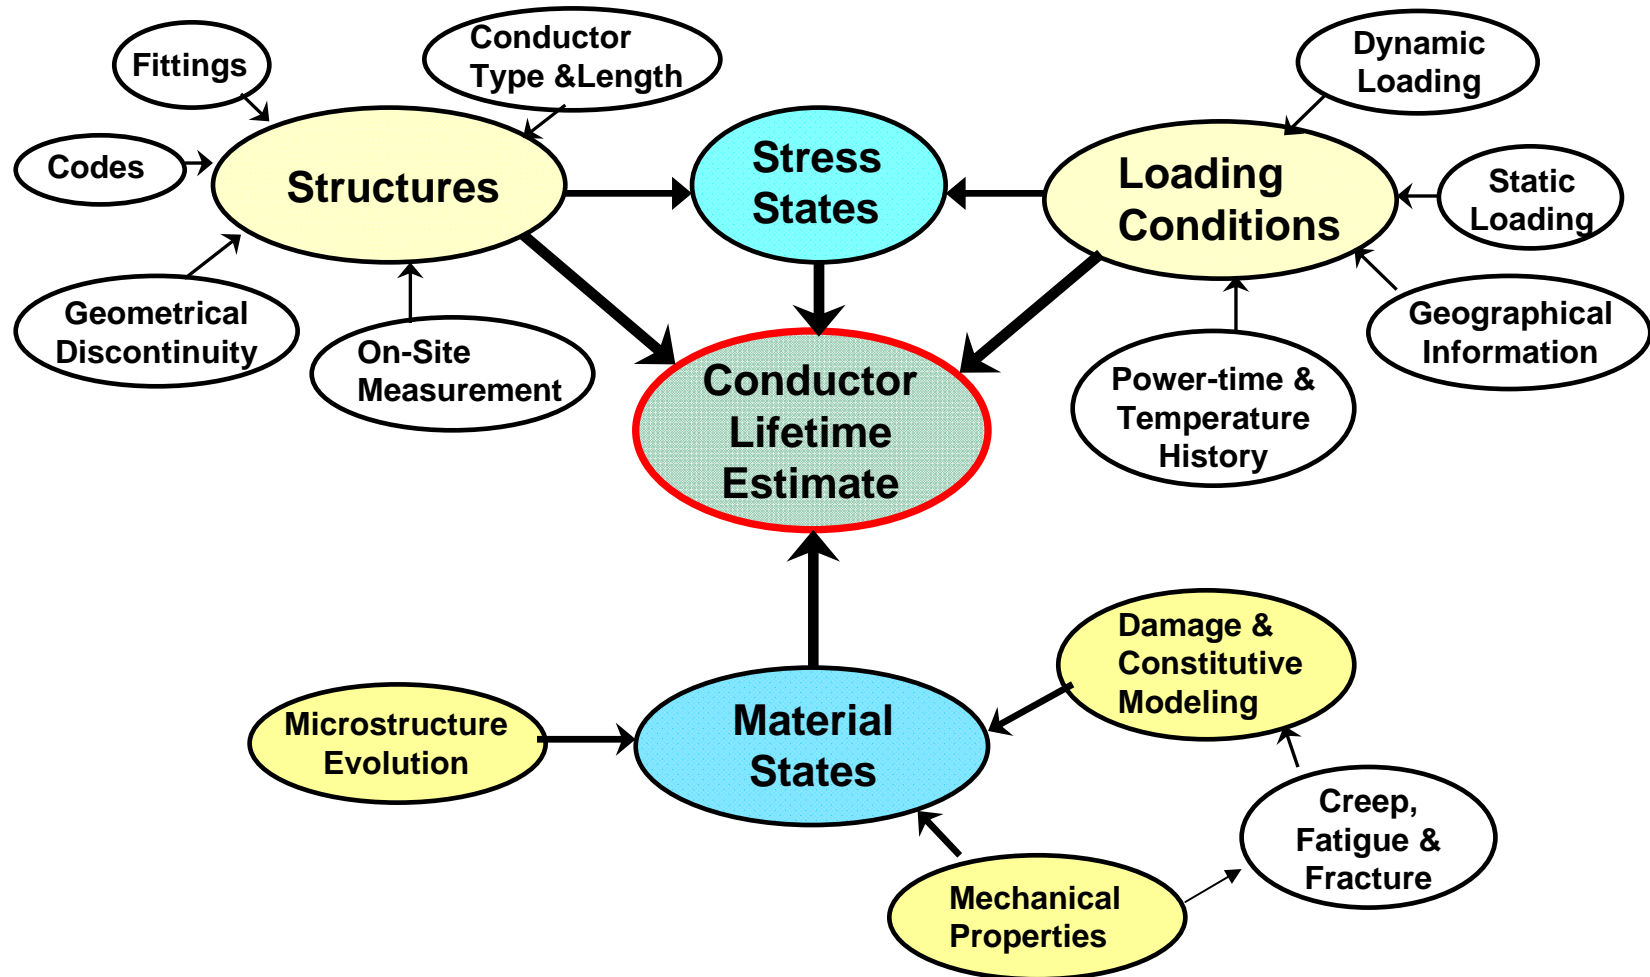 Fittings
Conductor
Type &Length
Codes
Structures
Geometrical
Discontinuity
On-Site
Measurement
Stress
States
Dynamic
Loading
Loading
Conditions
Static
Loading
Geographical
Information
Power-time &
Temperature
History
Conductor
Lifetime
Estimate
Microstructure
Evolution
Material
States
Damage &
Constitutive
Modeling
Creep,
Fatigue &
Fracture
Mechanical
Properties